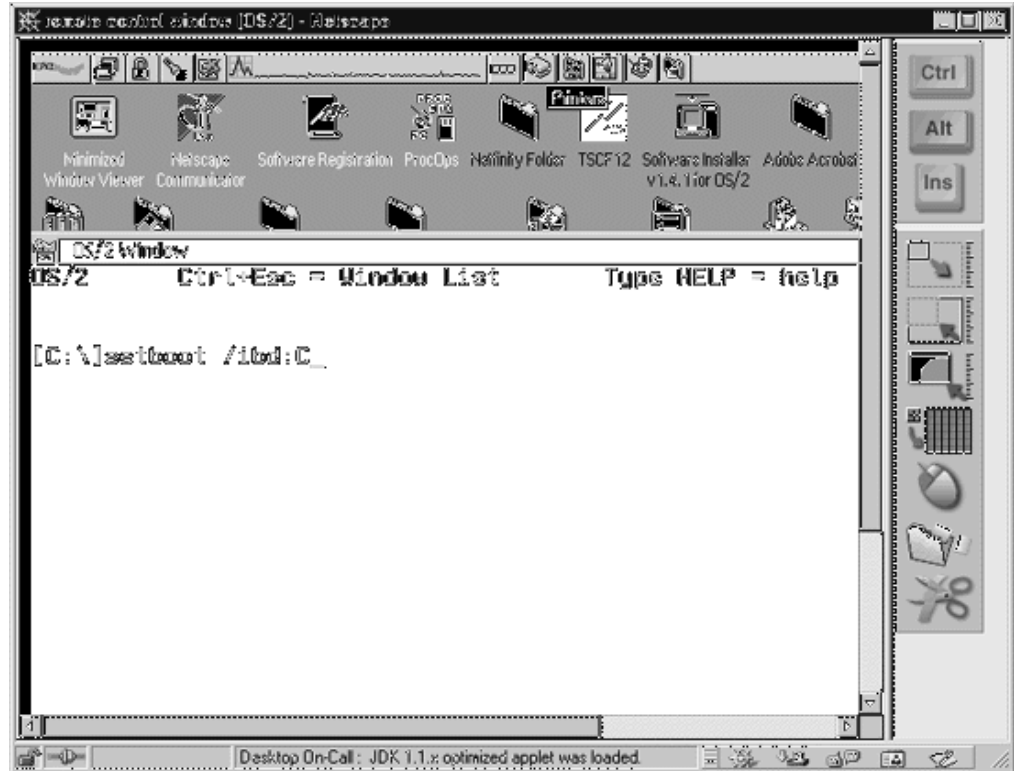 remote control window [OS/2] - Netscape
Printers
Minimized
Window Viewer
Netscape
Communicator
Software Registration
ProcOps
Netfinity Folder
TSCF12
Software Installer
v1.4.1 for OS/2
Adobe Acrobat
OS/2 Window
OS/2 Ctrl+Esc = Window List Type HELP = help
[C:\]setboot /ibd:C_
Ctrl
Alt
Ins
Desktop On-Call : JDK 1.1.x optimized applet was loaded.